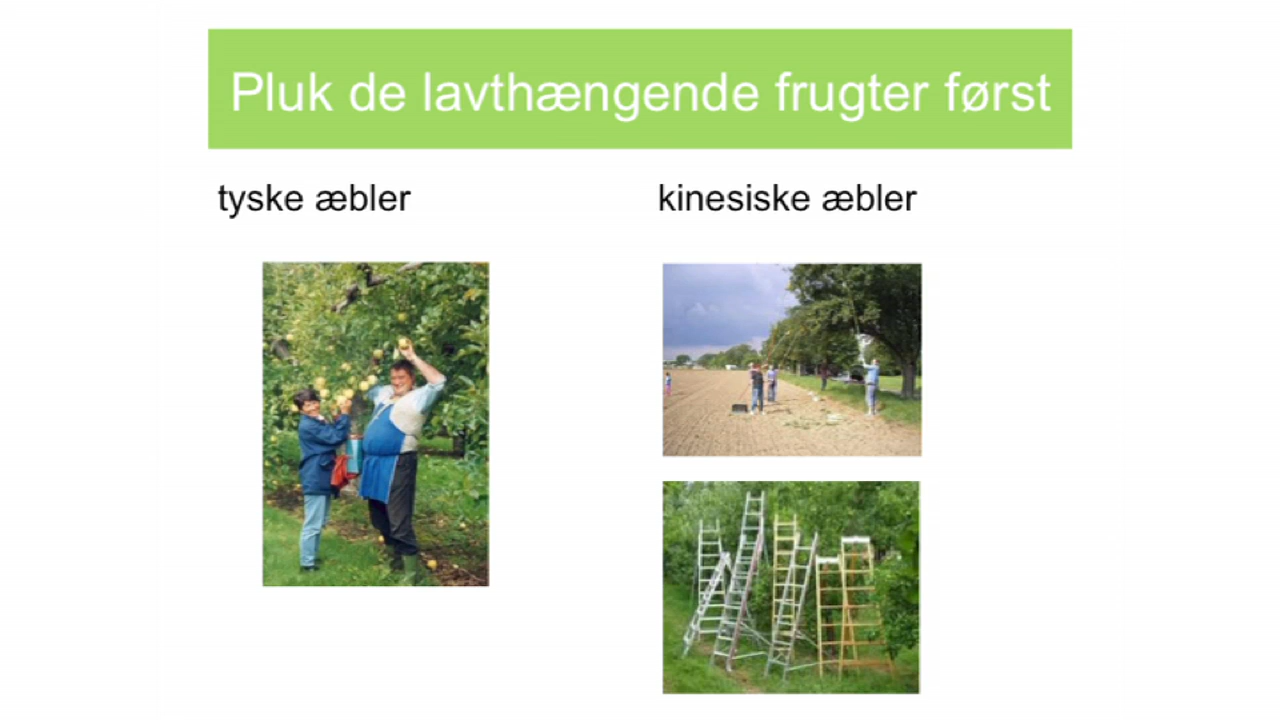 Pluk de lavthængende frugter først
tyske æbler
kinesiske æbler